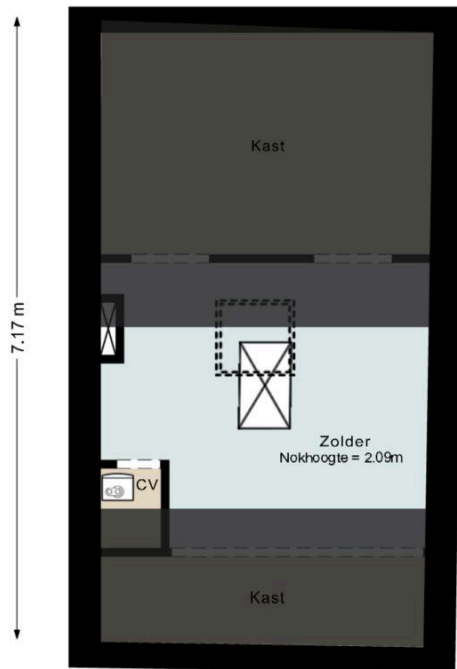 Kast
7.17 m
Zolder
Nokhoogte = 2.09m
CV
Kast